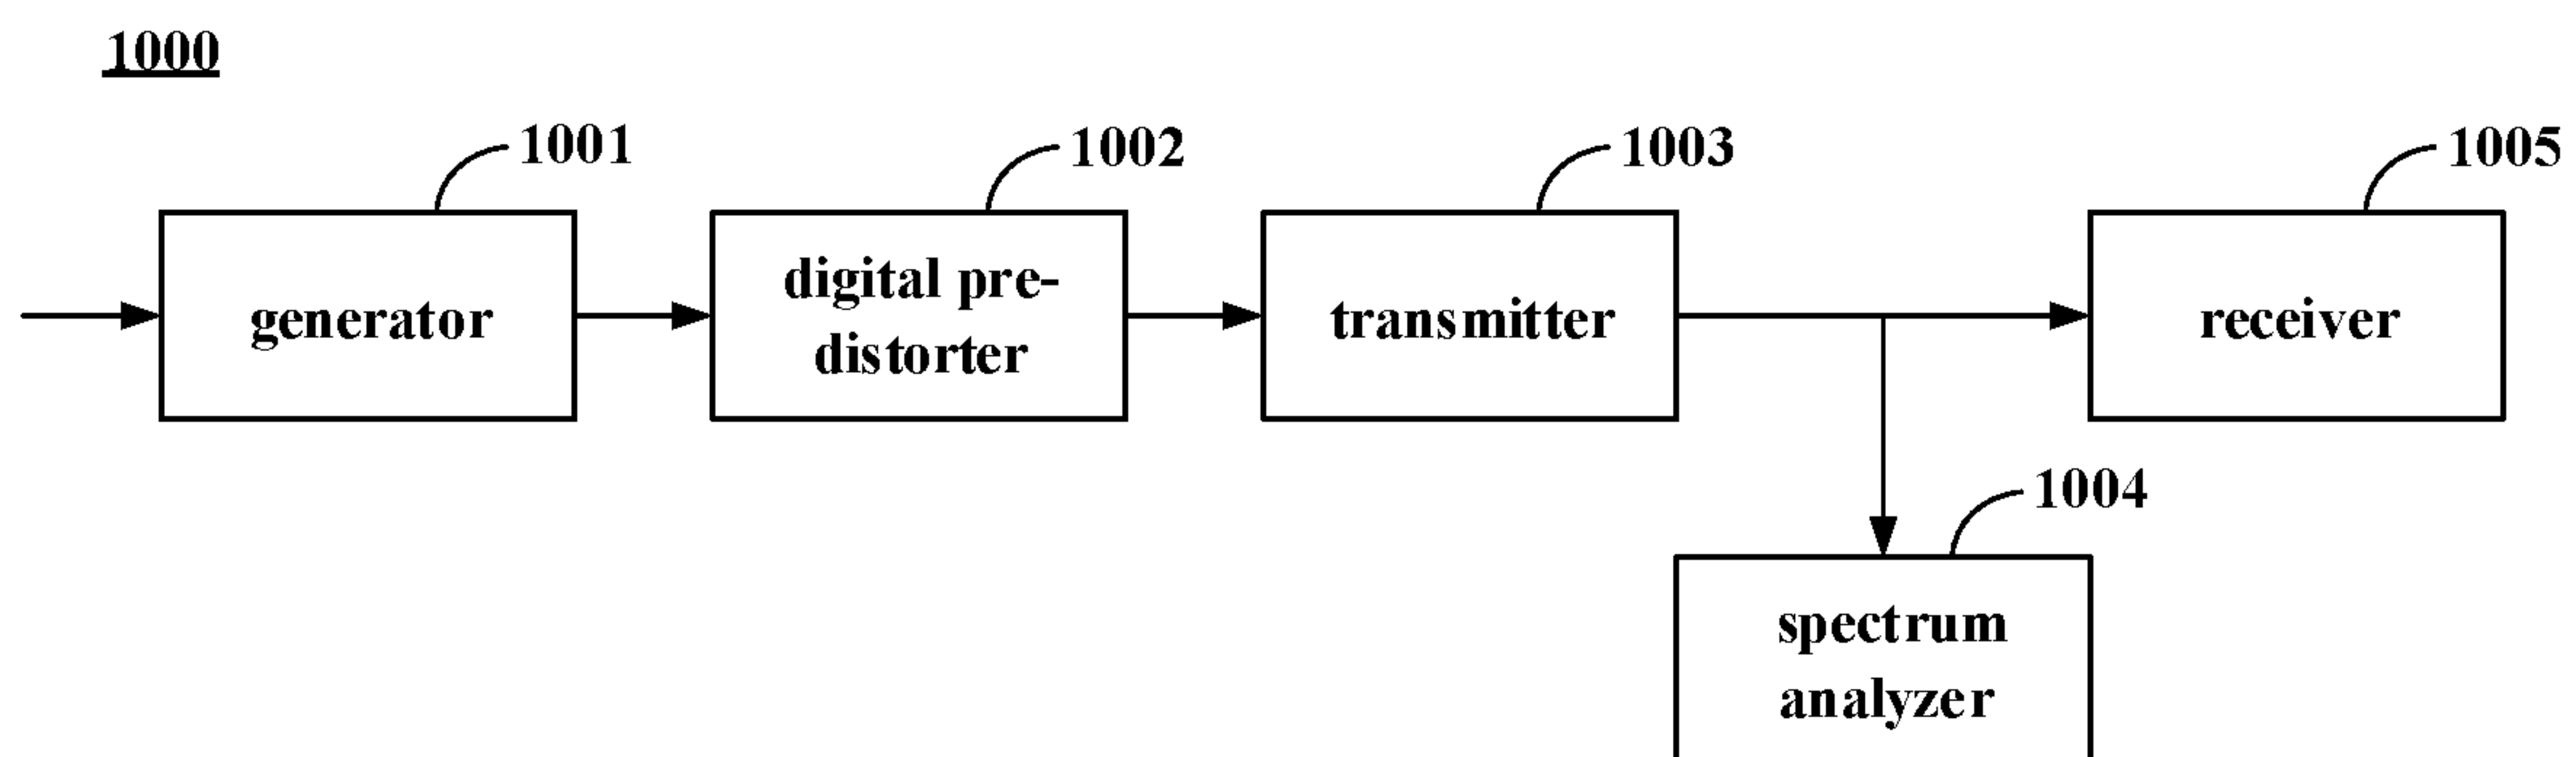 1000
1001
1002
1003
1005
generator
digital pre-
distorter
transmitter
receiver
1004
spectrum
analyzer